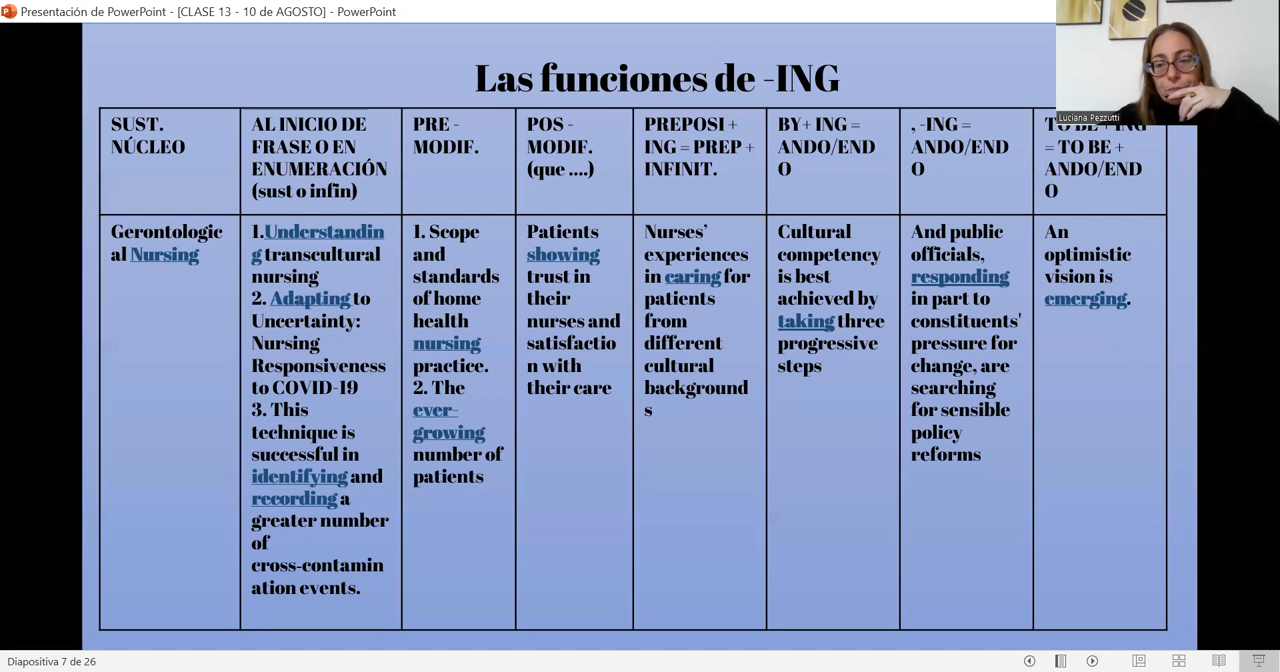 Presentación de PowerPoint - [CLASE 13 - 10 de AGOSTO] - PowerPoint
Las funciones de -ING
SUST.
NÚCLEO
AL INICIO DE
FRASE O EN
ENUMERACIÓN
(sust o infin)
PRE -
MODIF.
POS -
MODIF.
(que ....)
PREPOSI +
ING = PREP +
INFINIT.
BY+ ING =
ANDO/END
O
, -ING =
ANDO/END
O
TO BE + ING
= TO BE +
ANDO/END
O
Gerontologic
al Nursing
1.Understandin
g transcultural
nursing
2. Adapting to
Uncertainty:
Nursing
Responsiveness
to COVID-19
3. This
technique is
successful in
identifying and
recording a
greater number
of
cross-contamin
ation events.
1. Scope
and
standards
of home
health
nursing
practice.
2. The
ever-
growing
number of
patients
Patients
showing
trust in
their
nurses and
satisfactio
n with
their care
Nurses’
experiences
in caring for
patients
from
different
cultural
background
s
Cultural
competency
is best
achieved by
taking three
progressive
steps
And public
officials,
responding
in part to
constituents'
pressure for
change, are
searching
for sensible
policy
reforms
An
optimistic
vision is
emerging.
Luciana Pezzutti
Diapositiva 7 de 26